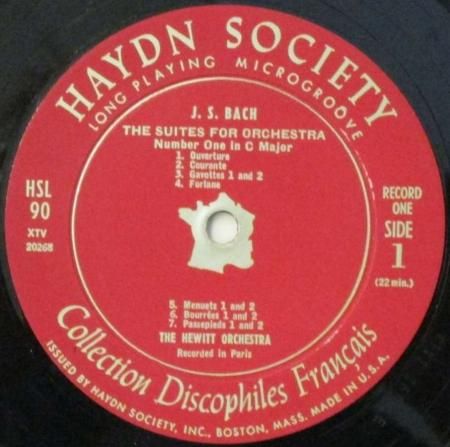 HAYDN SOCIETY
LONG PLAYING MICROGROOVE
J. S. BACH
THE SUITES FOR ORCHESTRA
Number One in C Major
1. Ouverture
2. Courante
3. Gavottes 1 and 2
4. Forlane
HSL
90
XTV
20268
RECORD
ONE
SIDE
1
(22 min.)
5. Menuets 1 and 2
6. Bourrées 1 and 2
7. Passepieds 1 and 2
THE HEWITT ORCHESTRA
Recorded in Paris
Collection Discophiles Français
ISSUED BY HAYDN SOCIETY, INC., BOSTON, MASS. MADE IN U.S.A.